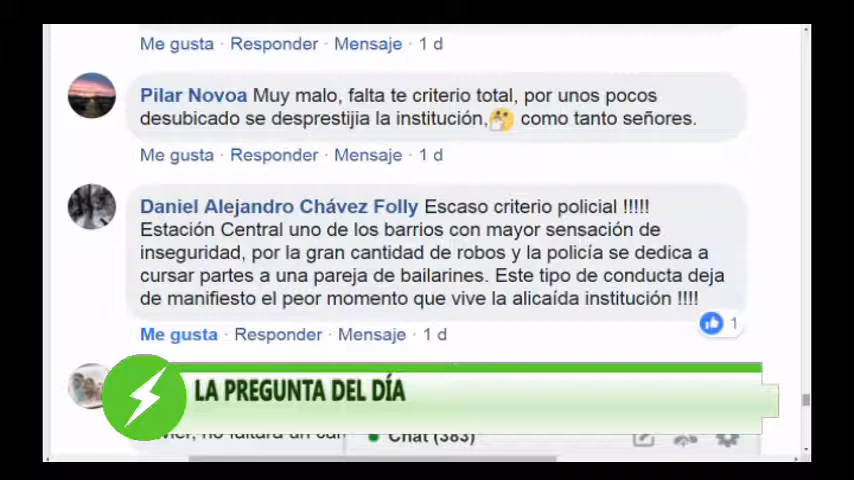 Me gusta · Responder · Mensaje · 1 d
Pilar Novoa Muy malo, falta te criterio total, por unos pocos
desubicado se desprestijia la institución, como tanto señores.
Me gusta · Responder · Mensaje · 1 d
Daniel Alejandro Chávez Folly Escaso criterio policial !!!!!
Estación Central uno de los barrios con mayor sensación de
inseguridad, por la gran cantidad de robos y la policía se dedica a
cursar partes a una pareja de bailarines. Este tipo de conducta deja
de manifiesto el peor momento que vive la alicaída institución !!!!
1
Me gusta · Responder · Mensaje · 1 d
LA PREGUNTA DEL DÍA
Chat (383)